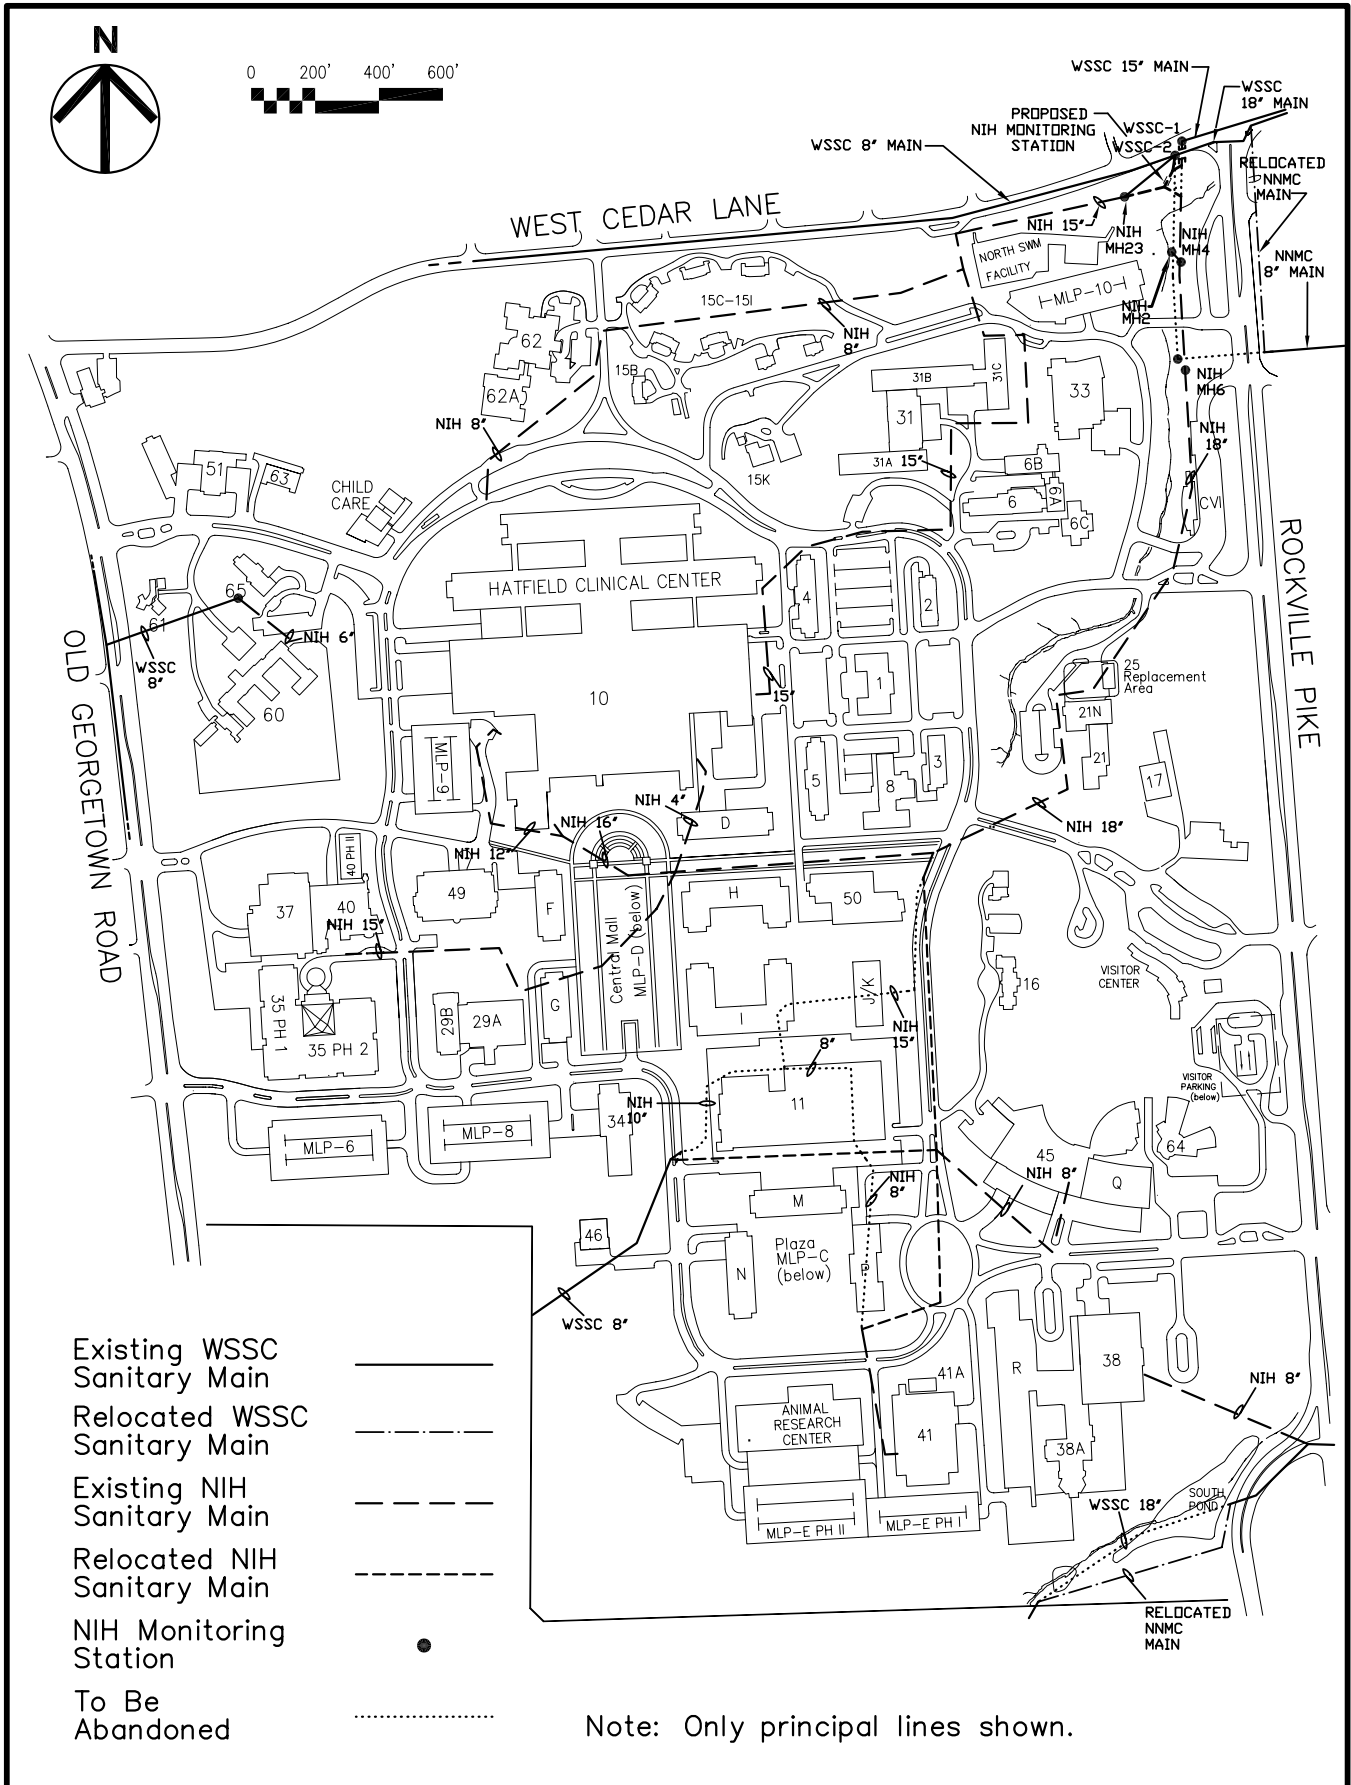 N
0 200' 400' 600'
WSSC 15" MAIN
WSSC
18" MAIN
PROPOSED
NIH MONITORING
STATION
WSSC-1
WSSC-2
WSSC 8" MAIN
RELOCATED
NNMC
MAIN
WEST CEDAR LANE
NIH 15"
NIH
MH23
NIH
MH4
NORTH SWM
FACILITY
NNMC
8" MAIN
MLP-10
NIH
MH2
15C-15I
NIH
8"
62
62A
15B
31B
31C
33
NIH
MH6
31
NIH 8"
NIH
18"
51
63
CHILD
CARE
15K
31A
15"
6B
6
6A
6C
CVI
ROCKVILLE PIKE
HATFIELD CLINICAL CENTER
65
61
4
2
NIH 6"
WSSC
8"
OLD GEORGETOWN ROAD
60
10
15"
1
25
Replacement
Area
21N
21
MLP-9
5
8
3
17
NIH 4"
NIH 16"
D
NIH 18"
NIH 12"
40 PH II
37
40
49
F
H
50
NIH 15"
Central Mall
MLP-D (below)
VISITOR
CENTER
16
J/K
35 PH 1
35 PH 2
29B
29A
G
I
NIH
15"
8"
VISITOR
PARKING
(below)
NIH
10"
34
11
MLP-6
MLP-8
64
45
NIH 8"
Q
NIH
8"
M
46
N
Plaza
MLP-C
(below)
P
WSSC 8"
Existing WSSC
Sanitary Main
Relocated WSSC
Sanitary Main
Existing NIH
Sanitary Main
Relocated NIH
Sanitary Main
NIH Monitoring
Station
To Be
Abandoned
R
38
41A
NIH 8"
ANIMAL
RESEARCH
CENTER
41
38A
SOUTH
POND
WSSC 18"
MLP-E PH II
MLP-E PH I
RELOCATED
NNMC
MAIN
Note: Only principal lines shown.